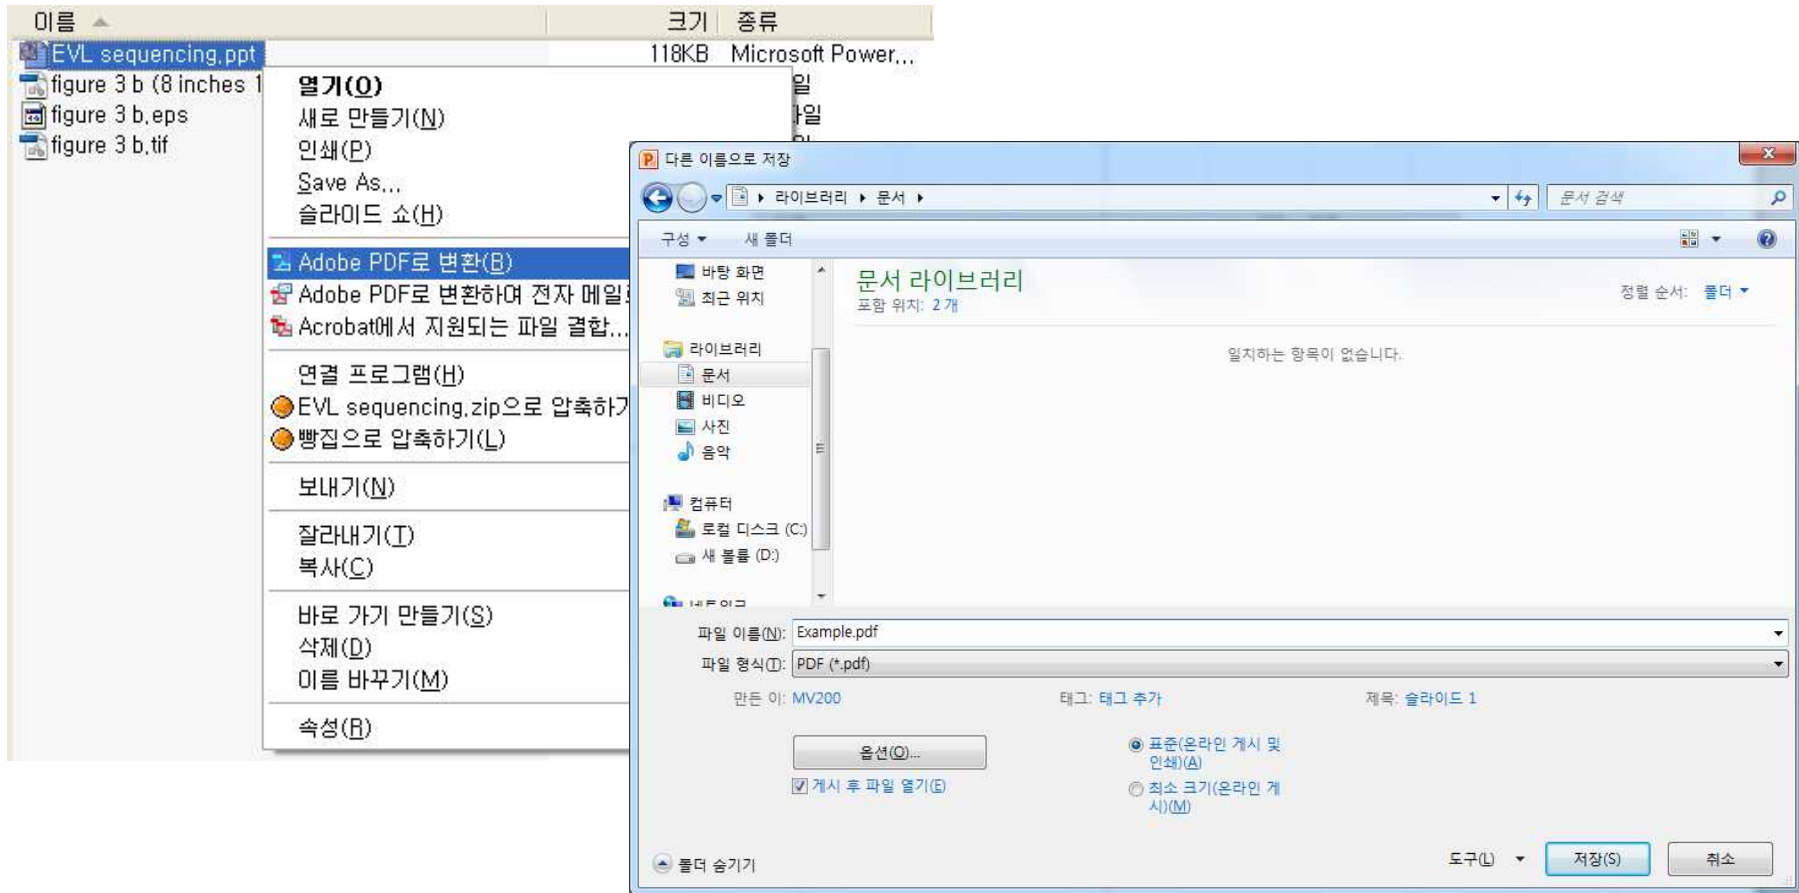 이름 크기 종류
EVL sequencing.ppt 118KB Microsoft Power...
figure 3 b (8 inches 1
figure 3 b.eps
figure 3 b.tif
열기(O)
새로 만들기(N)
인쇄(P)
Save As...
슬라이드 쇼(H)
Adobe PDF로 변환(B)
Adobe PDF로 변환하여 전자 메일
Acrobat에서 지원되는 파일 결합...
연결 프로그램(H)
EVL sequencing.zip으로 압축하기
빵집으로 압축하기(L)
보내기(N)
잘라내기(T)
복사(C)
바로 가기 만들기(S)
삭제(D)
이름 바꾸기(M)
속성(R)
다른 이름으로 저장
라이브러리 문서
문서 검색
구성 새 폴더
바탕 화면
최근 위치
라이브러리
문서
비디오
사진
음악
컴퓨터
로컬 디스크 (C:)
새 볼륨 (D:)
네트워크
문서 라이브러리
포함 위치: 2 개
정렬 순서: 폴더
일치하는 항목이 없습니다.
파일 이름(N): Example.pdf
파일 형식(T): PDF (*.pdf)
만든 이: MV200 태그: 태그 추가 제목: 슬라이드 1
옵션(O)...
게시 후 파일 열기(E)
표준(온라인 게시 및
인쇄)(A)
최소 크기(온라인 게
시)(M)
폴더 숨기기
도구(L) 저장(S) 취소